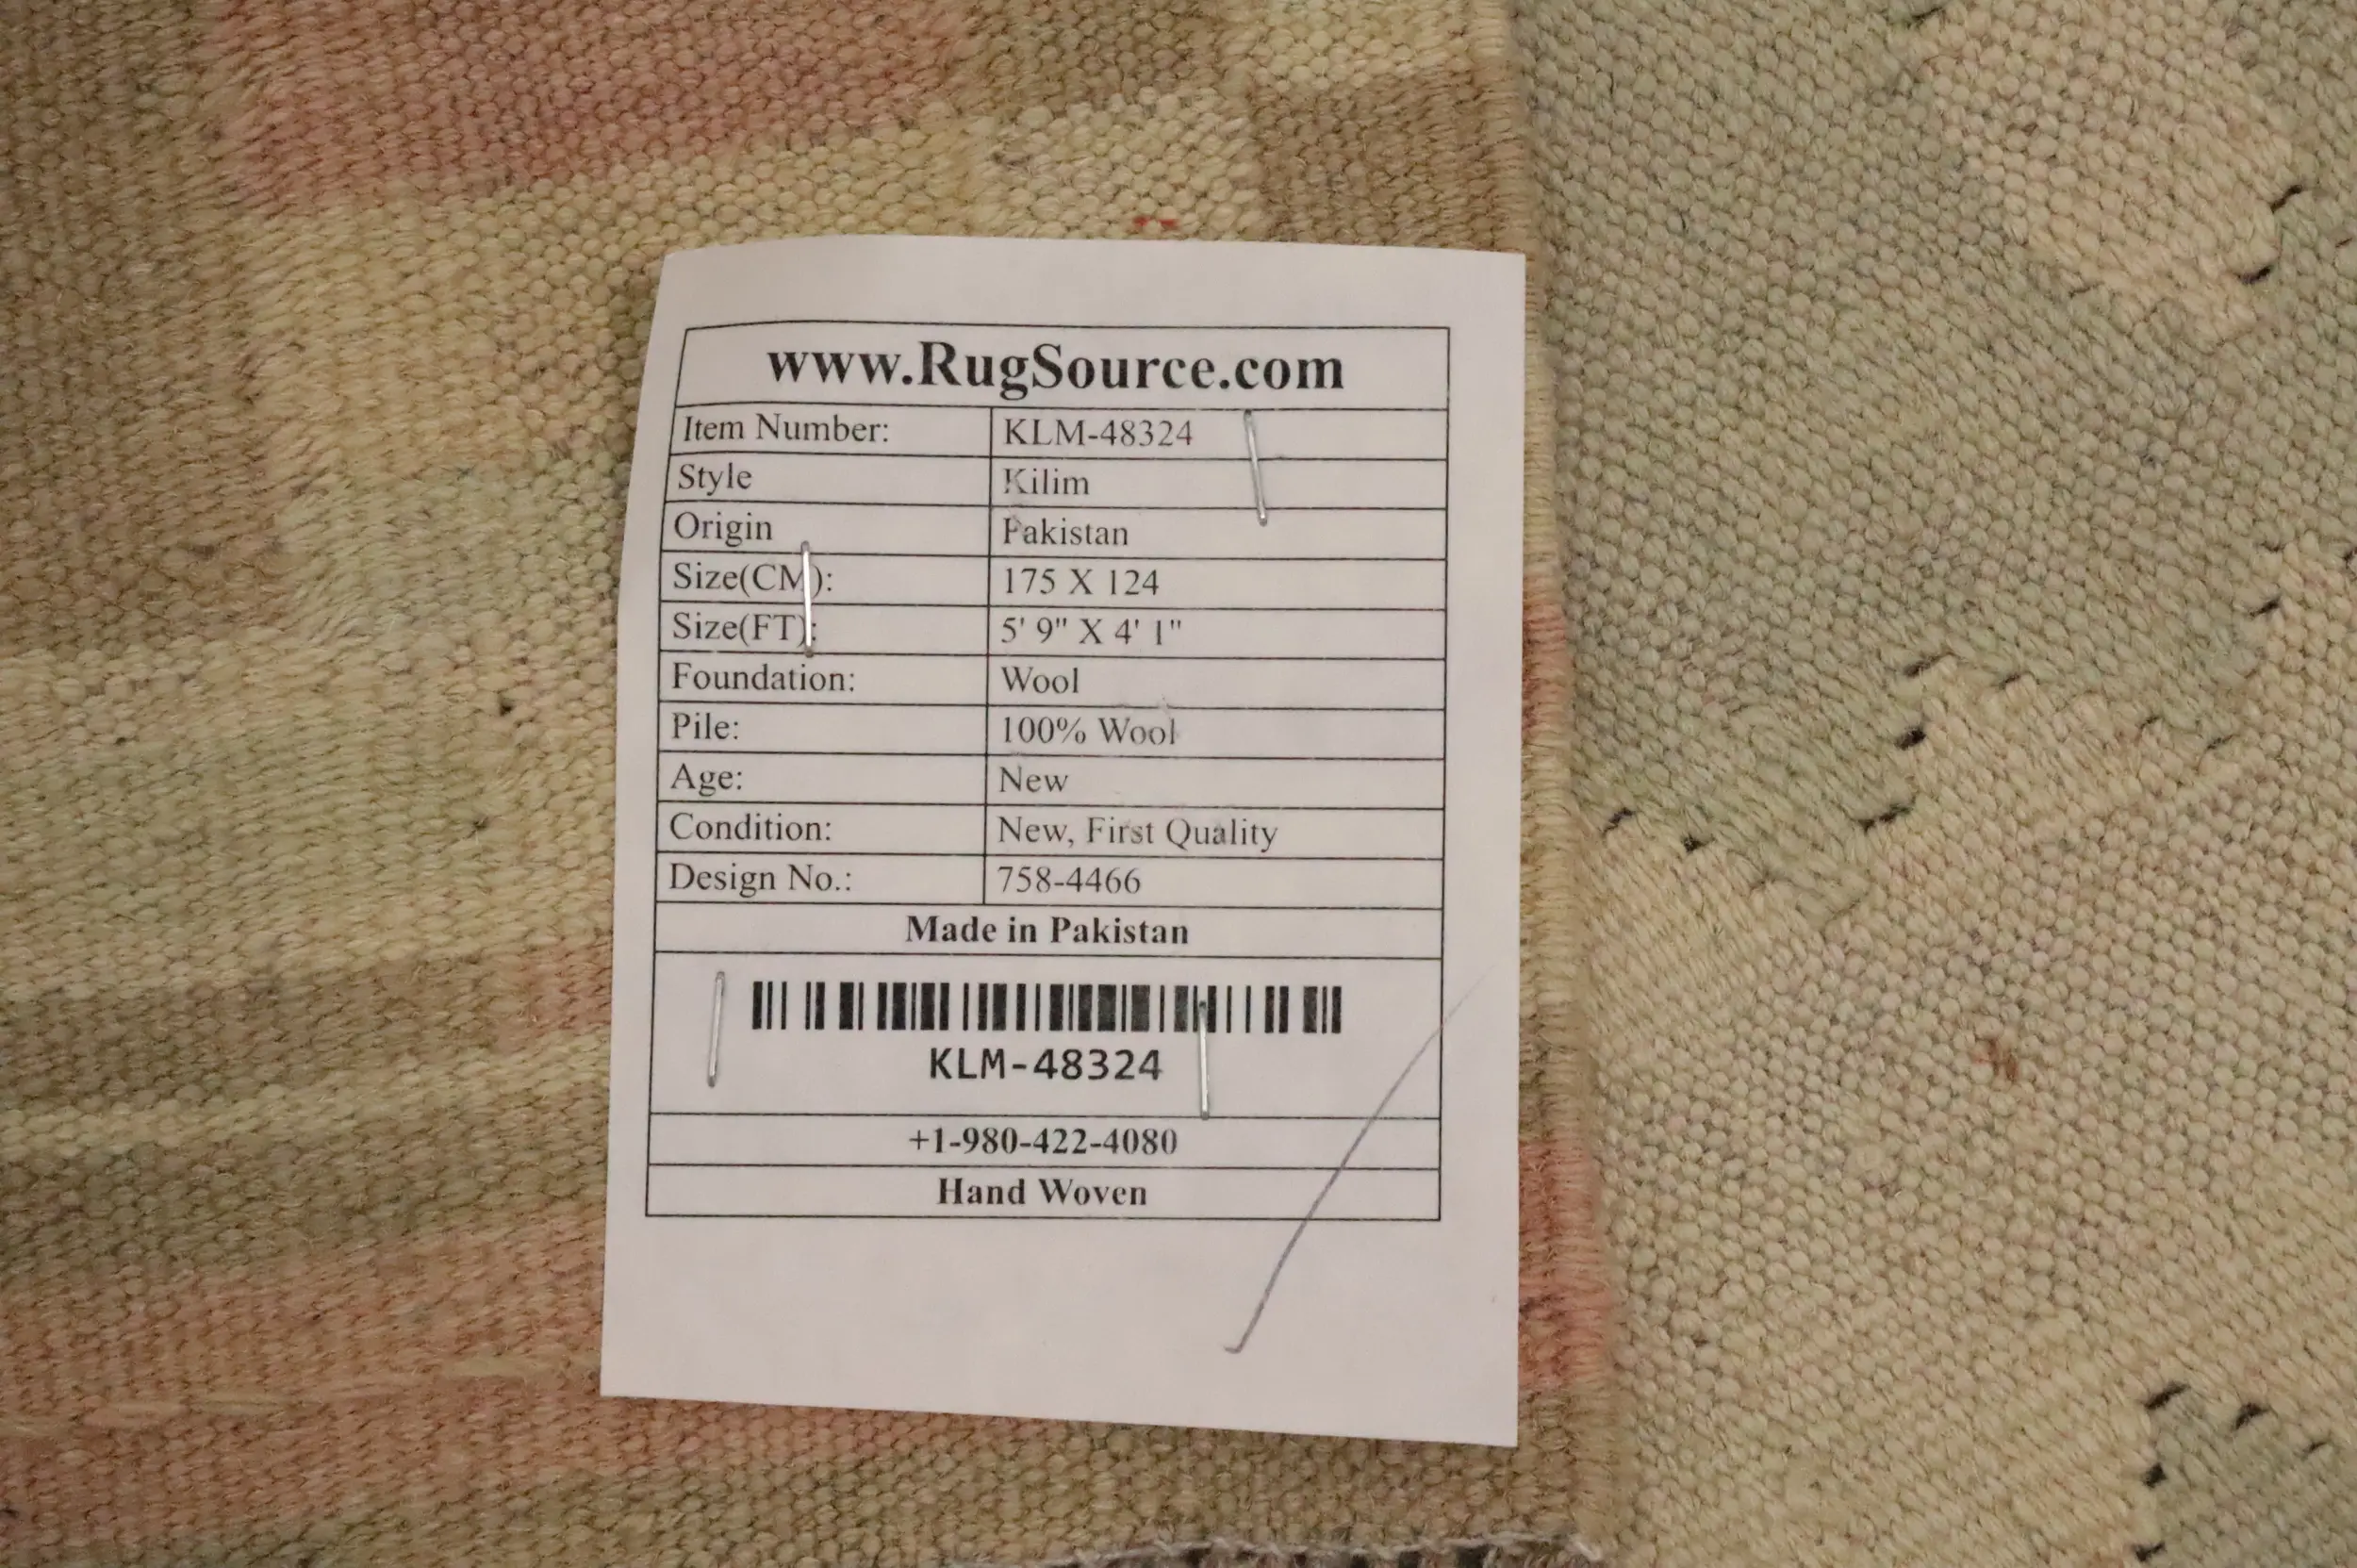 www.RugSource.com
Item Number: KLM-48324
Style Kilim
Origin Pakistan
Size(CM): 175 X 124
Size(FT): 5' 9" X 4' 1"
Foundation: Wool
Pile: 100% Wool
Age: New
Condition: New, First Quality
Design No.: 758-4466
Made in Pakistan
KLM-48324
+1-980-422-4080
Hand Woven